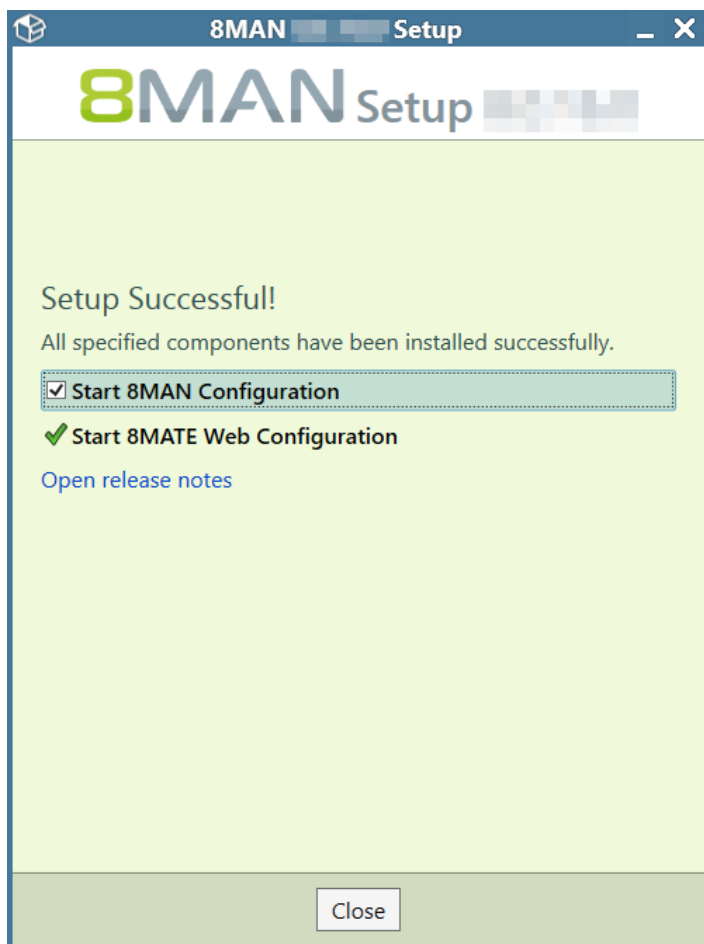 8MAN Setup
8MAN Setup
Setup Successful!
All specified components have been installed successfully.
Start 8MAN Configuration
Start 8MATE Web Configuration
Open release notes
Close